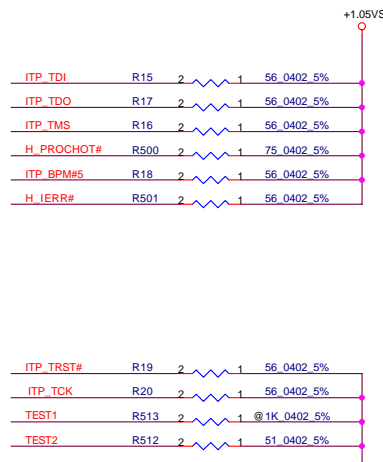 +1.05VS
ITP_TDI R15 2 1 56_0402_5%
ITP_TDO R17 2 1 56_0402_5%
ITP_TMS R16 2 1 56_0402_5%
H_PROCHOT# R500 2 1 75_0402_5%
ITP_BPM#5 R18 2 1 56_0402_5%
H_IERR# R501 2 1 56_0402_5%
ITP_TRST# R19 2 1 56_0402_5%
ITP_TCK R20 2 1 56_0402_5%
TEST1 R513 2 1 @1K_0402_5%
TEST2 R512 2 1 51_0402_5%